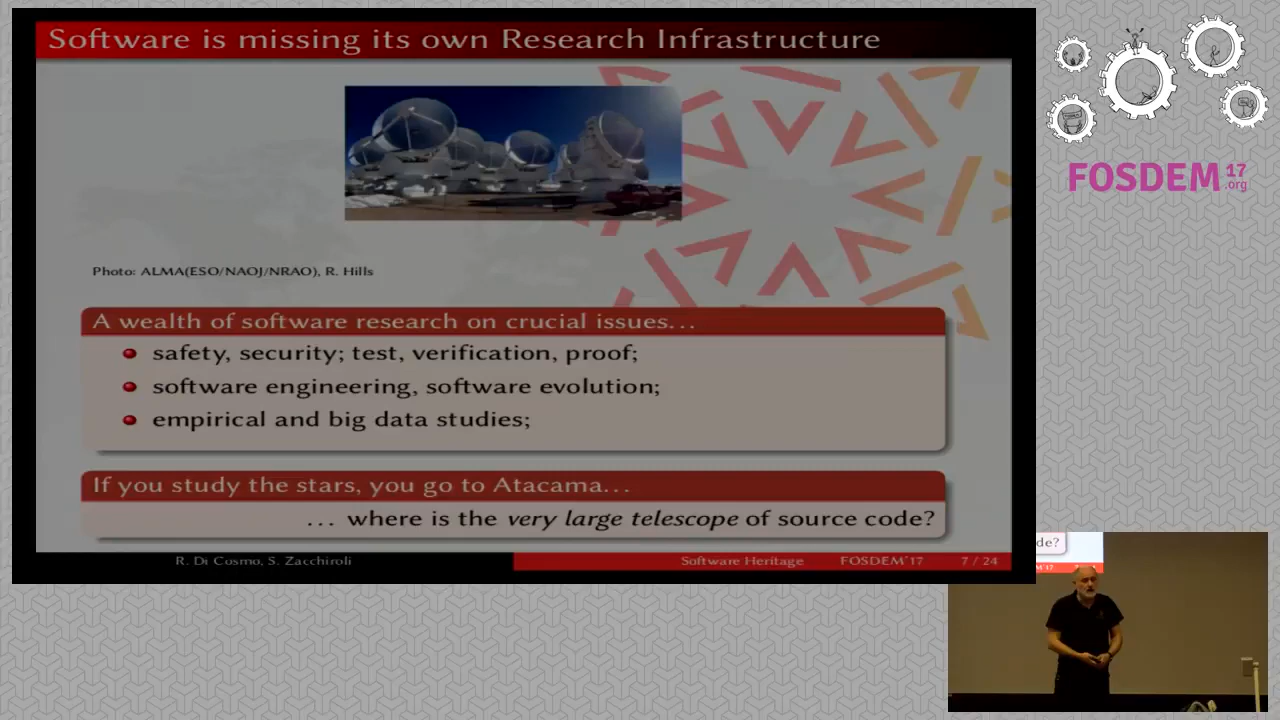 Software is missing its own Research Infrastructure
Photo: ALMA(ESO/NAOJ/NRAO), R. Hills
A wealth of software research on crucial issues...
safety, security; test, verification, proof;
software engineering, software evolution;
empirical and big data studies;
If you study the stars, you go to Atacama...
... where is the very large telescope of source code?
R. Di Cosmo, S. Zacchiroli
Software Heritage
FOSDEM'17
7 / 24
FOSDEM 17
.org
de?